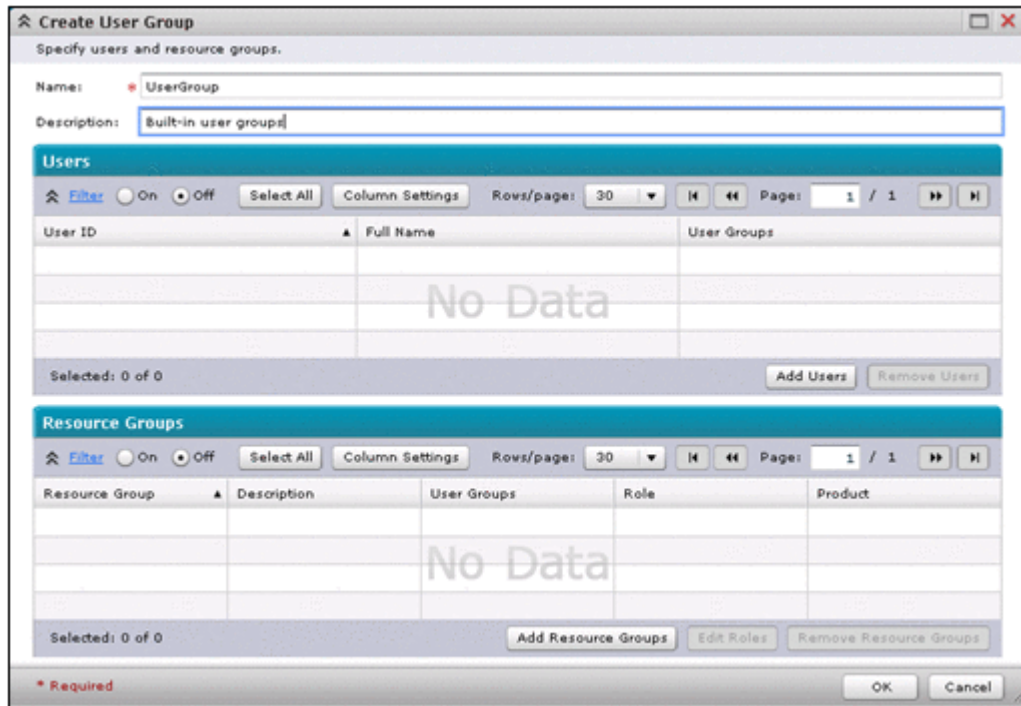 Create User Group
Specify users and resource groups.
Name: * UserGroup
Description: Built-in user groups
Users
Filter On Off Select All Column Settings Rows/page: 30 Page: 1 / 1
User ID Full Name User Groups
No Data
Selected: 0 of 0 Add Users Remove Users
Resource Groups
Filter On Off Select All Column Settings Rows/page: 30 Page: 1 / 1
Resource Group Description User Groups Role Product
No Data
Selected: 0 of 0 Add Resource Groups Edit Roles Remove Resource Groups
* Required OK Cancel